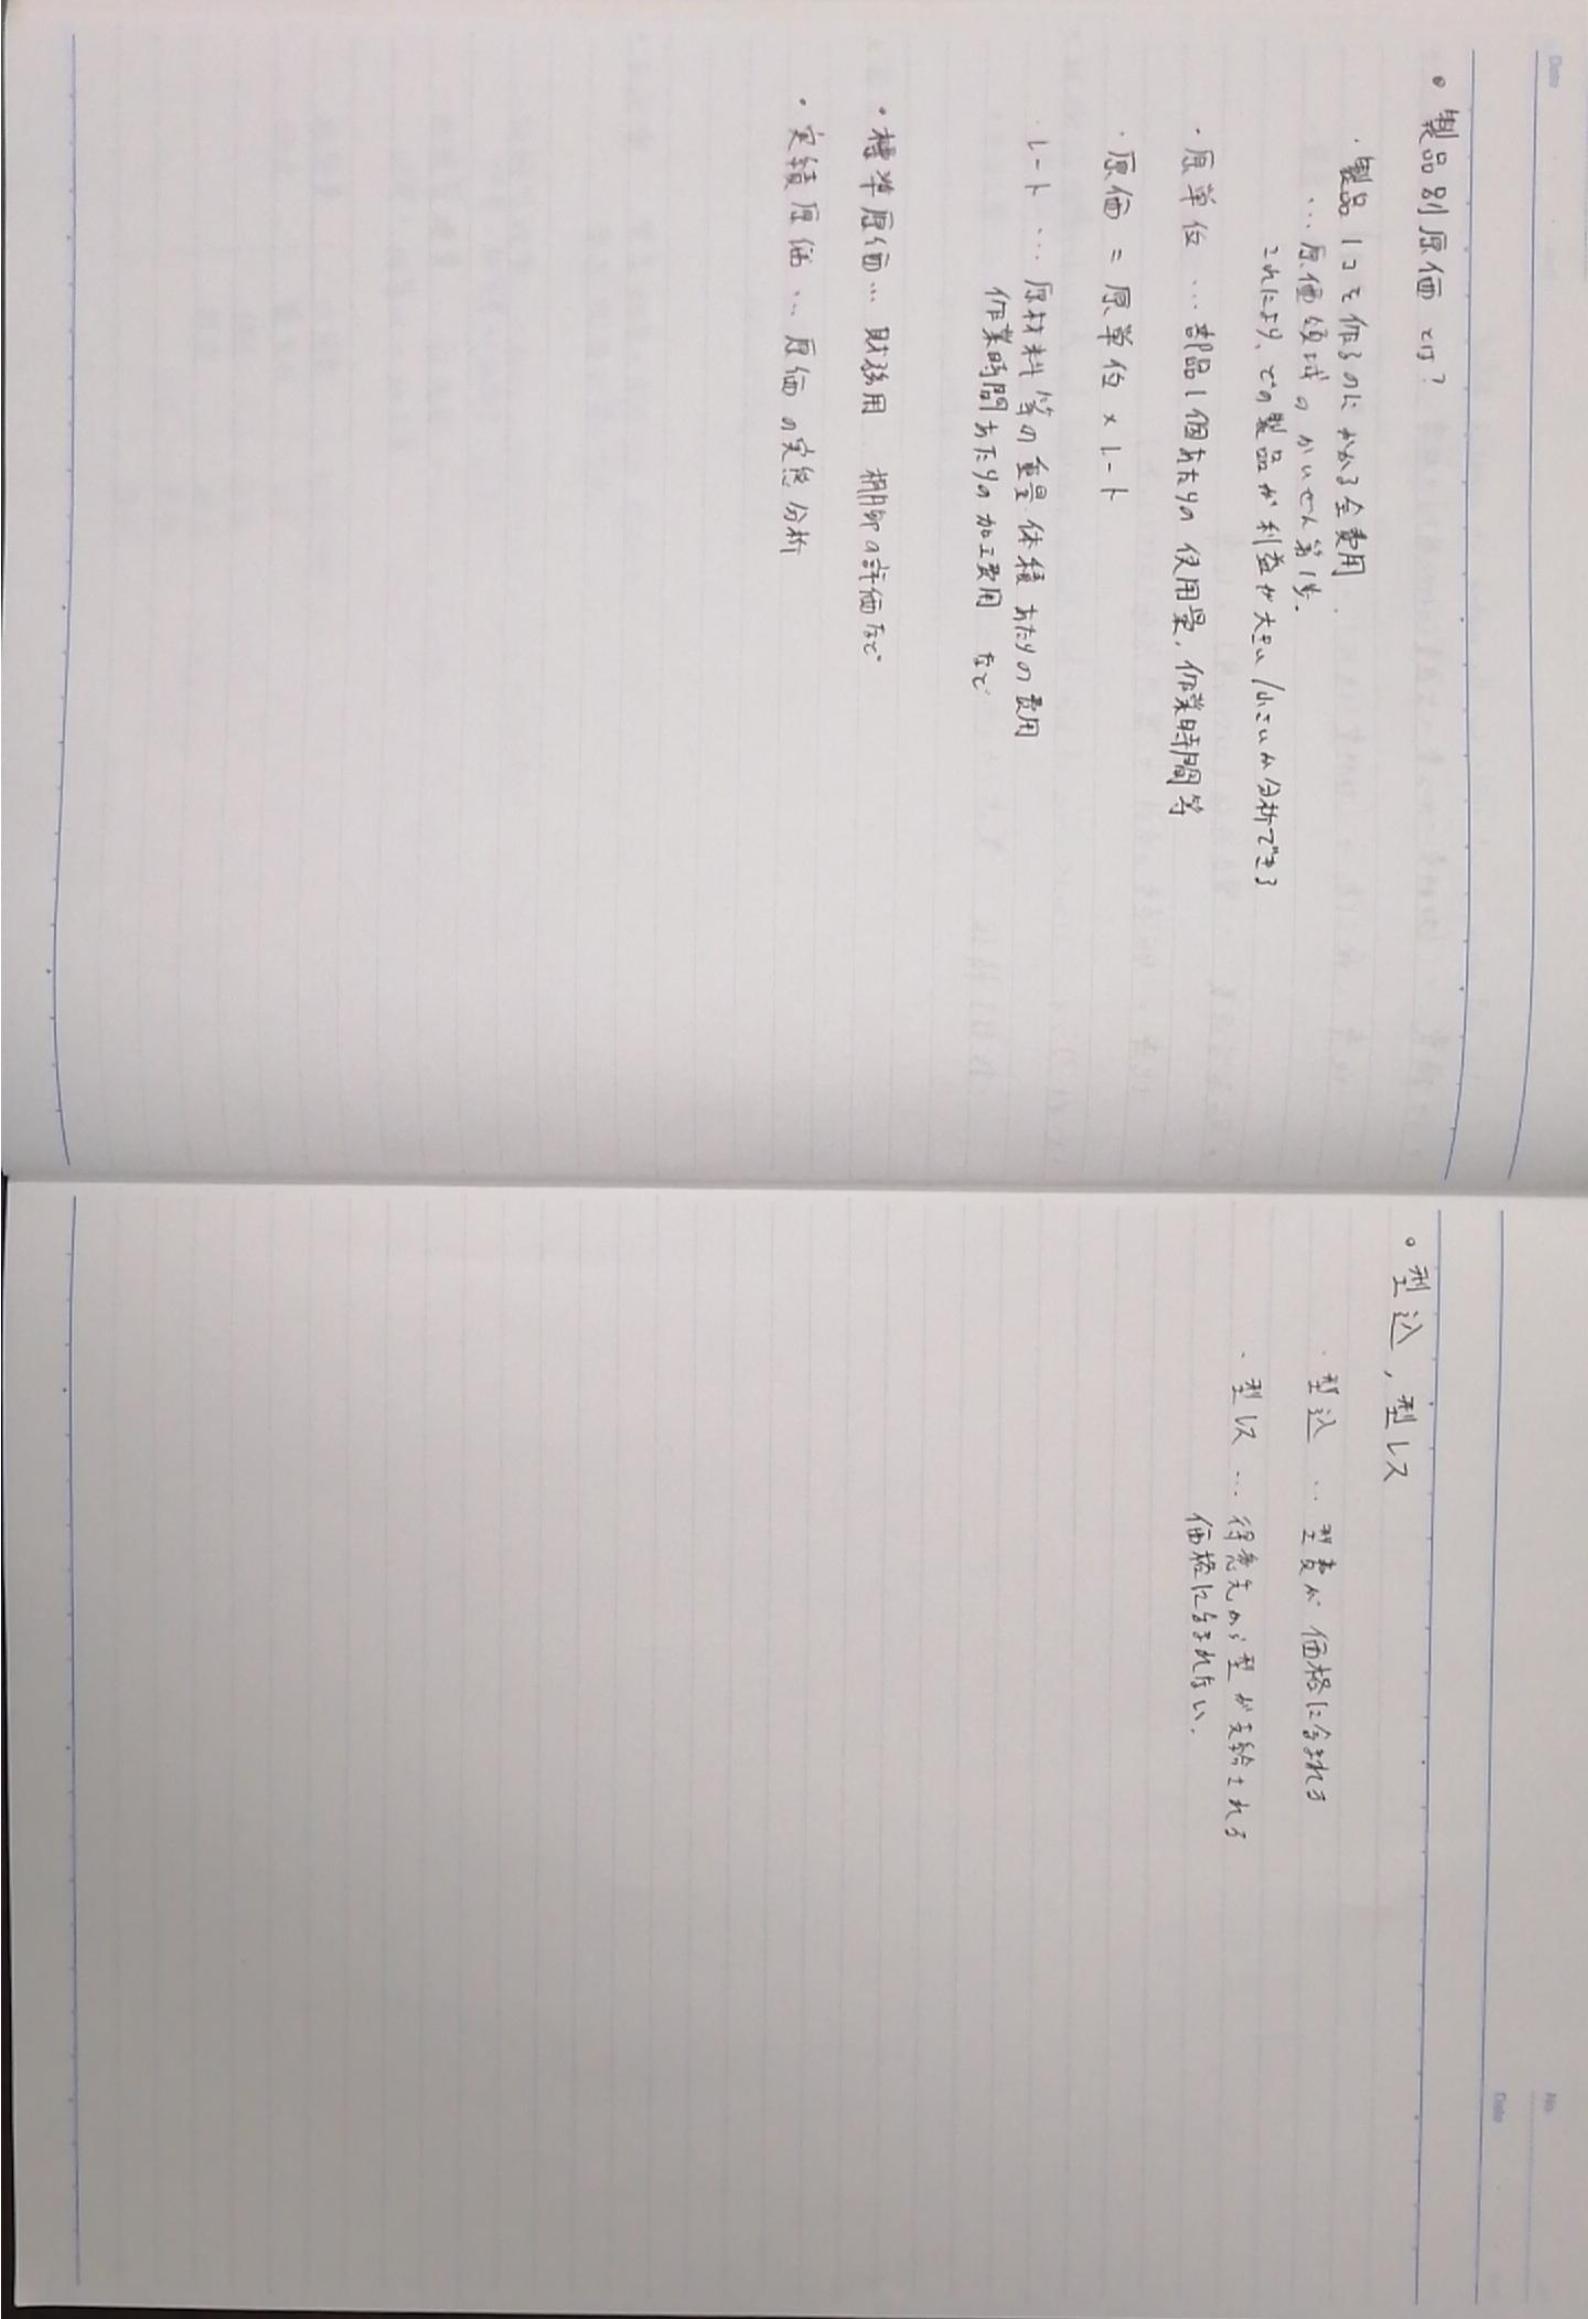 Date
。製品別原価とは?
・製品1コを作るのにかかる全費用
…原価領域のかいせん第1歩.
これにより、どの製品が利益が大きい/小さいか分析できる
・原単位 … 部品1個あたりの使用量, 作業時間等
・原価 = 原単位 × レート
・レート … 原材料等の重量 体積あたりの費用
作業時間あたりの加工費用 など
・標準原価… 財務用 棚卸の評価など
・実績原価 … 原価の実態分析
No.
Date
。型込, 型レス
・型込 … 型費が価格に含まれる
・型レス … 得意先から型が支給される
価格に含まれない.